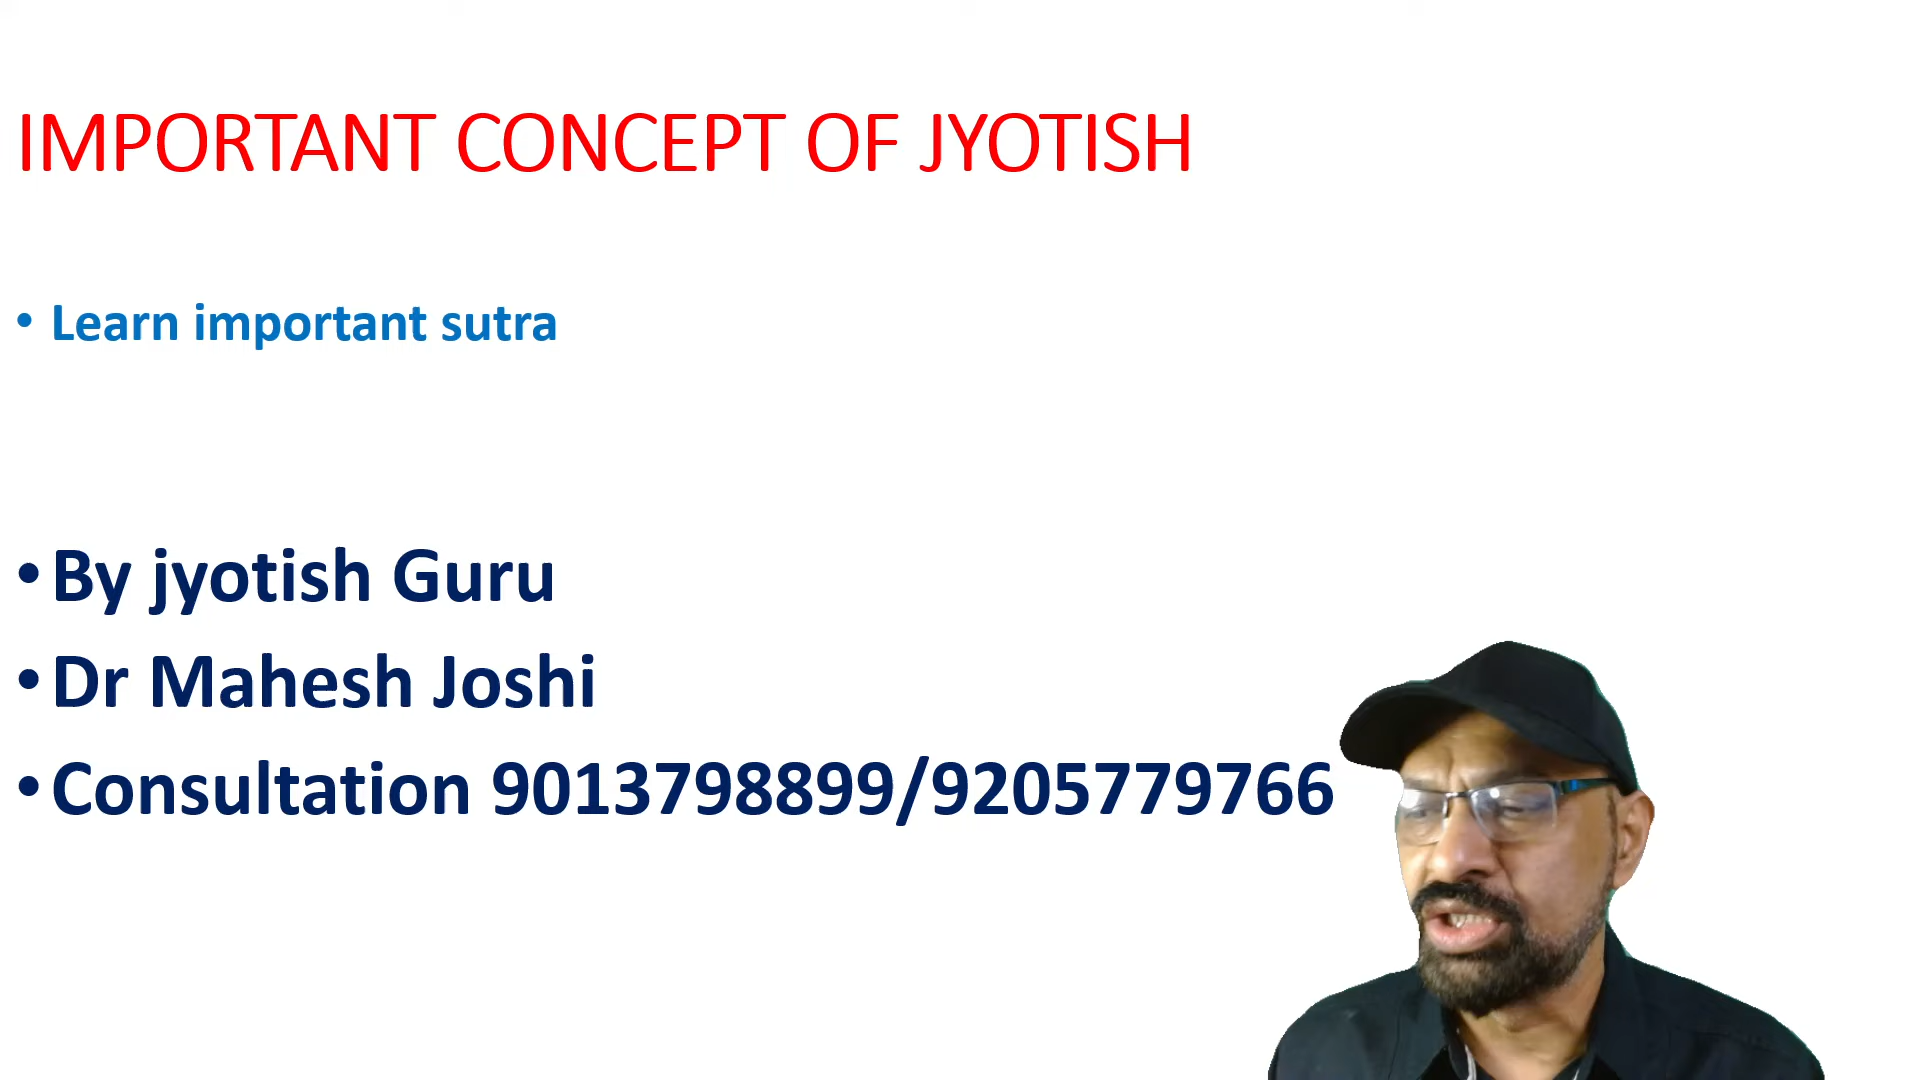 IMPORTANT CONCEPT OF JYOTISH
• Learn important sutra
• By jyotish Guru
• Dr Mahesh Joshi
• Consultation 9013798899/9205779766